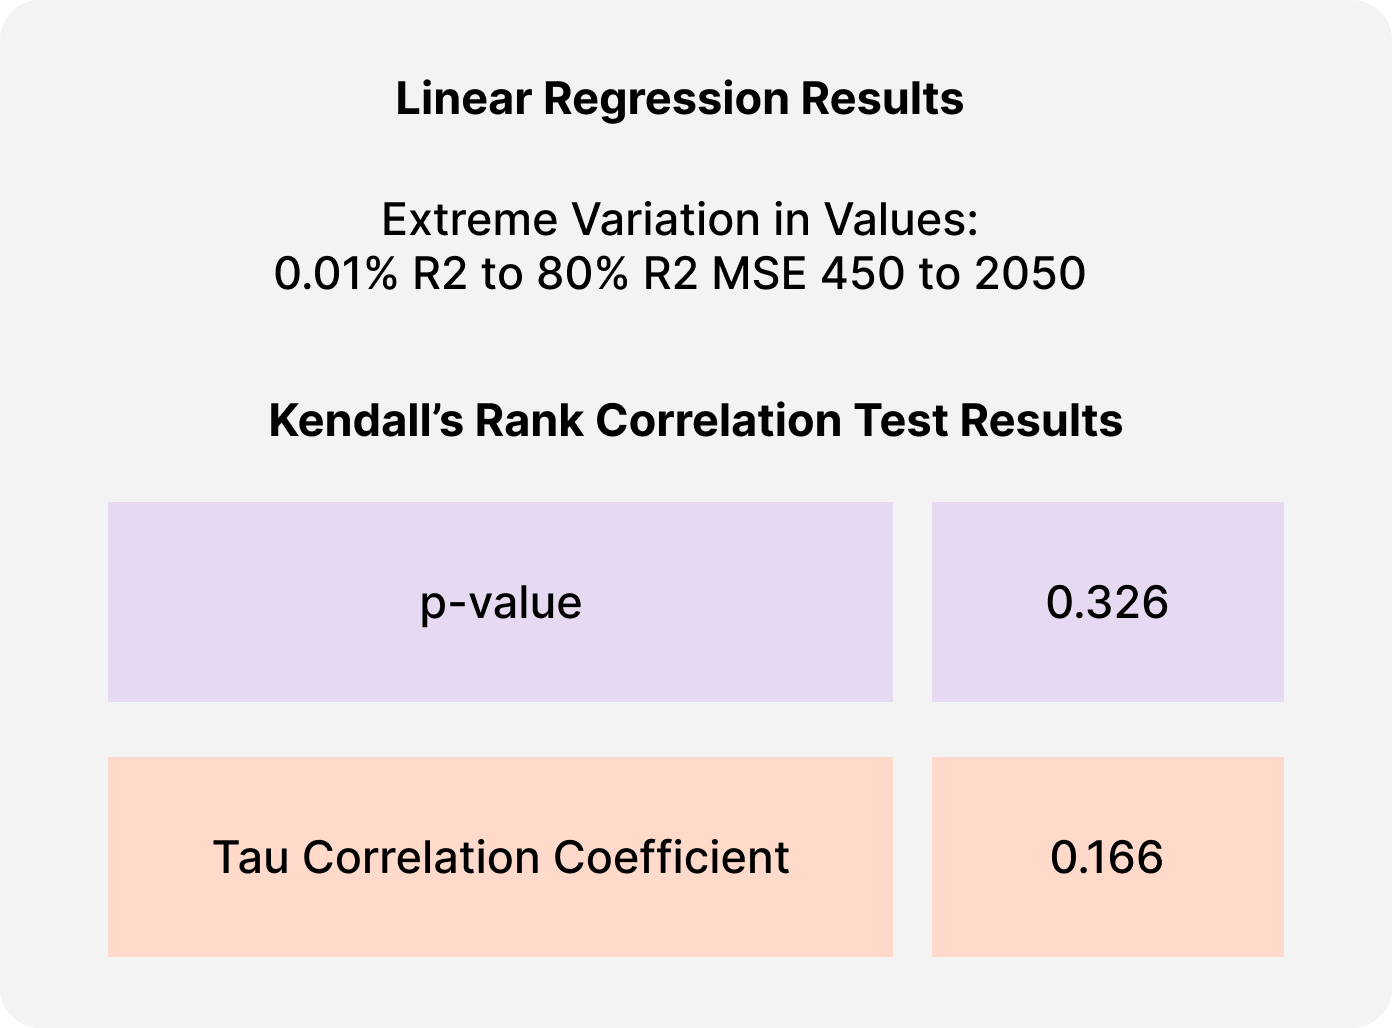 Linear Regression Results
Extreme Variation in Values:
0.01% R2 to 80% R2 MSE 450 to 2050
Kendall’s Rank Correlation Test Results
p-value
0.326
Tau Correlation Coefficient
0.166